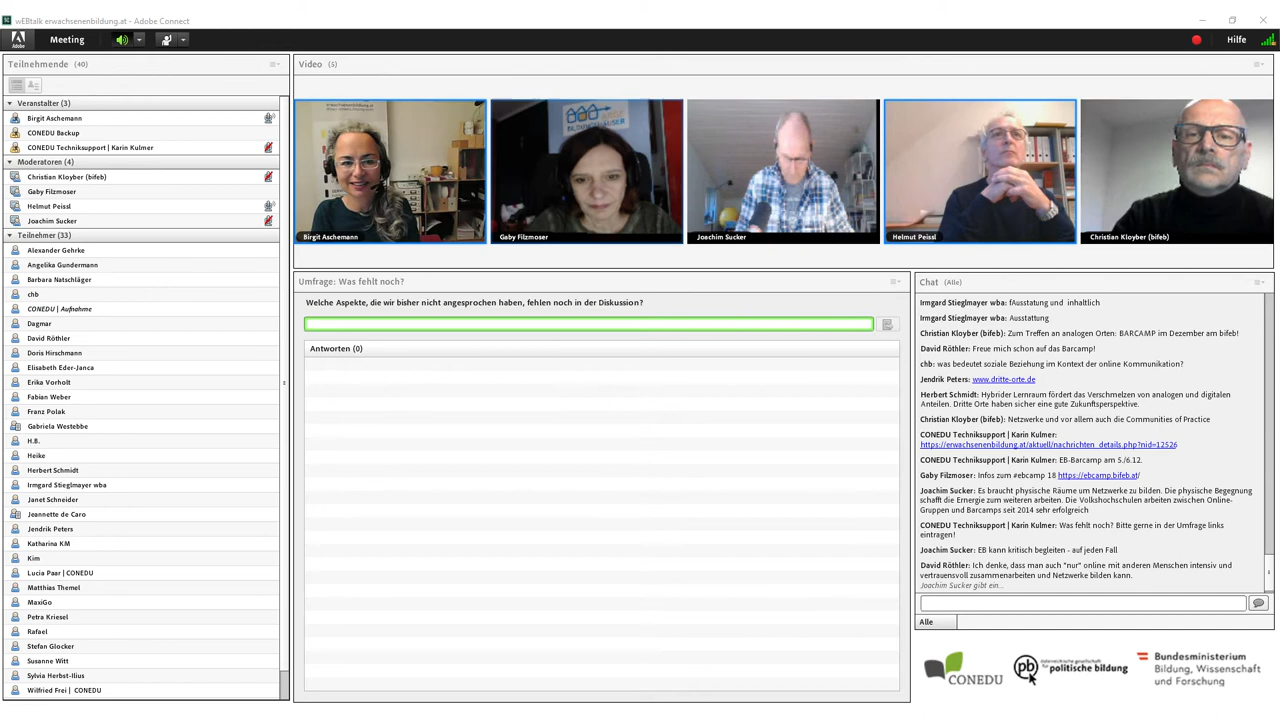 wEBtalk erwachsenenbildung.at - Adobe Connect
Adobe
Meeting
Hilfe
Teilnehmende (40)
Veranstalter (3)
Birgit Aschemann
CONEDU Backup
CONEDU Techniksupport | Karin Kulmer
Moderatoren (4)
Christian Kloyber (bifeb)
Gaby Filzmoser
Helmut Peissl
Joachim Sucker
Teilnehmer (33)
Alexander Gehrke
Angelika Gundermann
Barbara Natschläger
chb
CONEDU | Aufnahme
Dagmar
David Röthler
Doris Hirschmann
Elisabeth Eder-Janca
Erika Vorholt
Fabian Weber
Franz Polak
Gabriela Westebbe
H.B.
Heike
Herbert Schmidt
Irmgard Stieglmayer wba
Janet Schneider
Jeannette de Caro
Jendrik Peters
Katharina KM
Kim
Lucia Paar | CONEDU
Matthias Themel
MaxiGo
Petra Kriesel
Rafael
Stefan Glocker
Susanne Witt
Sylvia Herbst-Ilius
Wilfried Frei | CONEDU
Video (5)
Birgit Aschemann
Gaby Filzmoser
Joachim Sucker
Helmut Peissl
Christian Kloyber (bifeb)
Umfrage: Was fehlt noch?
Welche Aspekte, die wir bisher nicht angesprochen haben, fehlen noch in der Diskussion?
Antworten (0)
Chat (Alle)
Irmgard Stieglmayer wba: fAusstatung und inhaltlich
Irmgard Stieglmayer wba: Ausstattung
Christian Kloyber (bifeb): Zum Treffen an analogen Orten: BARCAMP im Dezember am bifeb!
David Röthler: Freue mich schon auf das Barcamp!
chb: was bedeutet soziale Beziehung im Kontext der online Kommunikation?
Jendrik Peters: www.dritte-orte.de
Herbert Schmidt: Hybrider Lernraum fördert das Verschmelzen von analogen und digitalen
Anteilen. Dritte Orte haben sicher eine gute Zukunftsperspektive.
Christian Kloyber (bifeb): Netzwerke und vor allem auch die Communities of Practice
CONEDU Techniksupport | Karin Kulmer:
https://erwachsenenbildung.at/aktuell/nachrichten_details.php?nid=12526
CONEDU Techniksupport | Karin Kulmer: EB-Barcamp am 5./6.12.
Gaby Filzmoser: Infos zum #ebcamp 18 https://ebcamp.bifeb.at/
Joachim Sucker: Es braucht physische Räume um Netzwerke zu bilden. Die physische Begegnung
schafft die Ernergie zum weiteren arbeiten. Die Volkshochschulen arbeiten zwischen Online-
Gruppen und Barcamps seit 2014 sehr erfolgreich
CONEDU Techniksupport | Karin Kulmer: Was fehlt noch? Bitte gerne in der Umfrage links
eintragen!
Joachim Sucker: EB kann kritisch begleiten - auf jeden Fall
David Röthler: Ich denke, dass man auch "nur" online mit anderen Menschen intensiv und
vertrauensvoll zusammenarbeiten und Netzwerke bilden kann.
Joachim Sucker gibt ein...
Alle
CONEDU
pb
österreichische gesellschaft für
politische bildung
Bundesministerium
Bildung, Wissenschaft
und Forschung